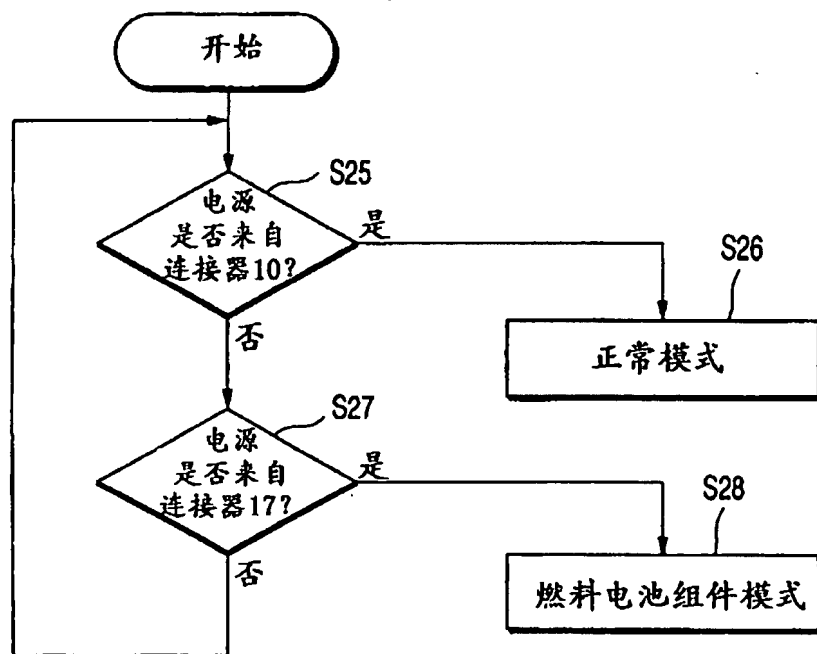 开始
S25
电源
是否来自
连接器10?
是
S26
正常模式
否
S27
电源
是否来自
连接器17?
是
S28
燃料电池组件模式
否